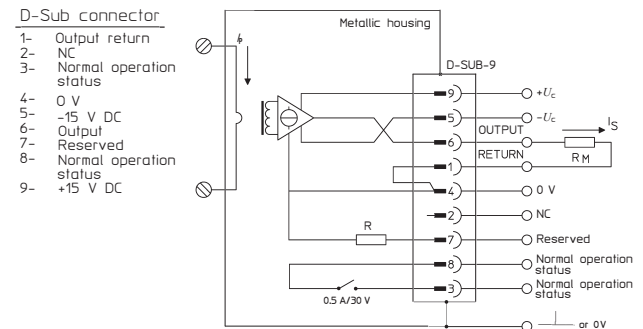 D-Sub connector
1- Output return
2- NC
3- Normal operation
status
4- 0 V
5- -15 V DC
6- Output
7- Reserved
8- Normal operation
status
9- +15 V DC
Metallic housing
D-SUB-9
Ip
9 +Uc
5 -Uc
OUTPUT
6
IS
RM
RETURN
1
4 0 V
2 NC
R
7 Reserved
8 Normal operation
status
0.5 A/30 V
3 Normal operation
status
or 0V